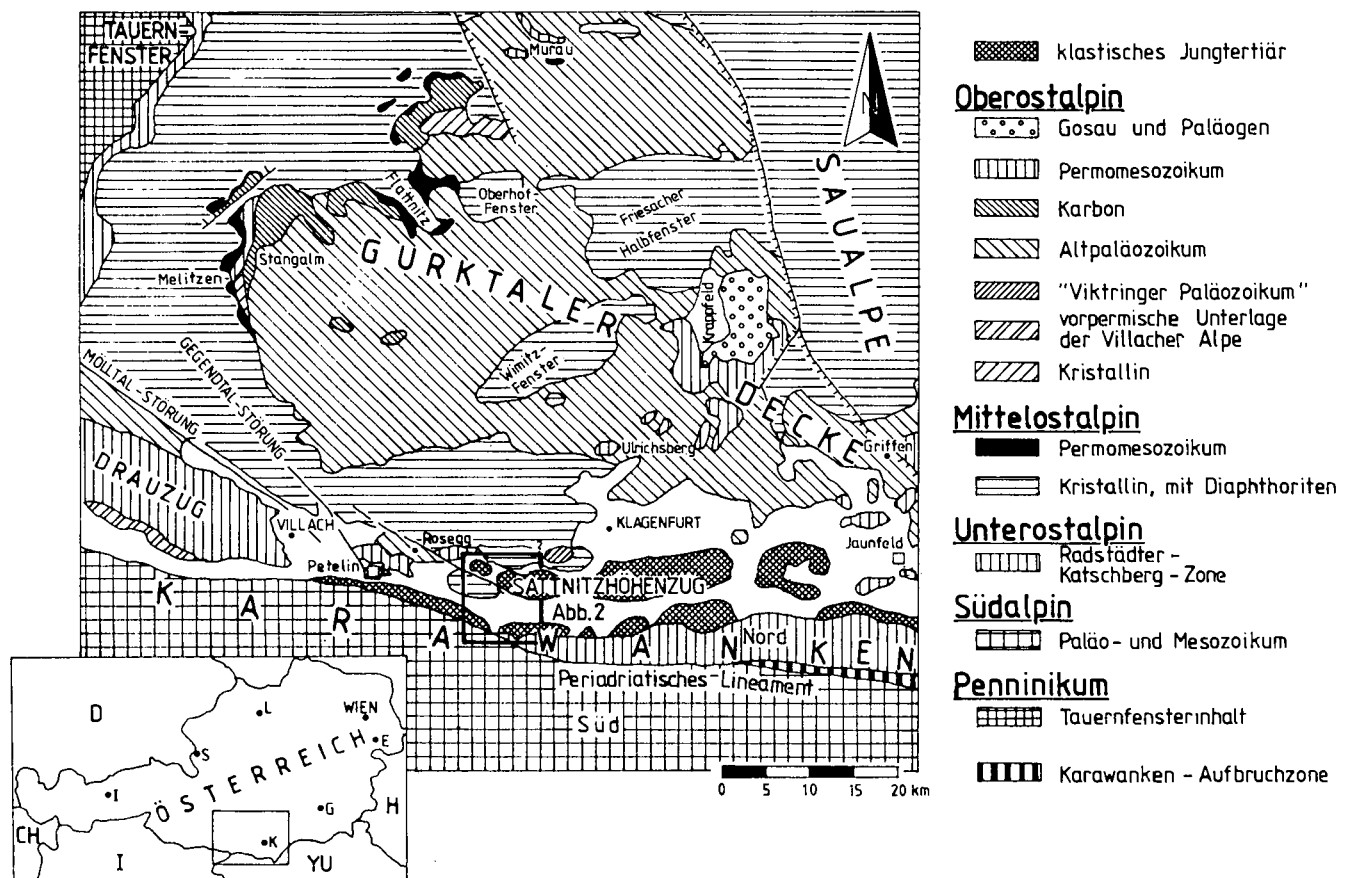 TAUERN-
FENSTER
Murau
N
SAUALPE
Flattnitz
Oberhof-
Fenster
Friesacher
Halbfenster
Stangalm
GURKTALER
DECKE
Melitzen
Krappfeld
Wimitz-
Fenster
MÖLLTAL-STÖRUNG
GEGENDTAL-STÖRUNG
Ulrichsberg
Griffen
DRAUZUG
VILLACH
Rosegg
KLAGENFURT
Jaunfeld
Petelin
SATTNITZHÖHENZUG
Abb.2
KARAWANKEN
Nord
Periadriatisches-Lineament
Süd
0 5 10 15 20 km
D
L
WIEN
E
S
ÖSTERREICH
I
G
H
CH
K
I
YU
klastisches Jungtertiär
Oberostalpin
Gosau und Paläogen
Permomesozoikum
Karbon
Altpaläozoikum
"Viktringer Paläozoikum"
vorpermische Unterlage
der Villacher Alpe
Kristallin
Mittelostalpin
Permomesozoikum
Kristallin, mit Diaphthoriten
Unterostalpin
Radstädter-
Katschberg-Zone
Südalpin
Paläo- und Mesozoikum
Penninikum
Tauernfensterinhalt
Karawanken - Aufbruchzone